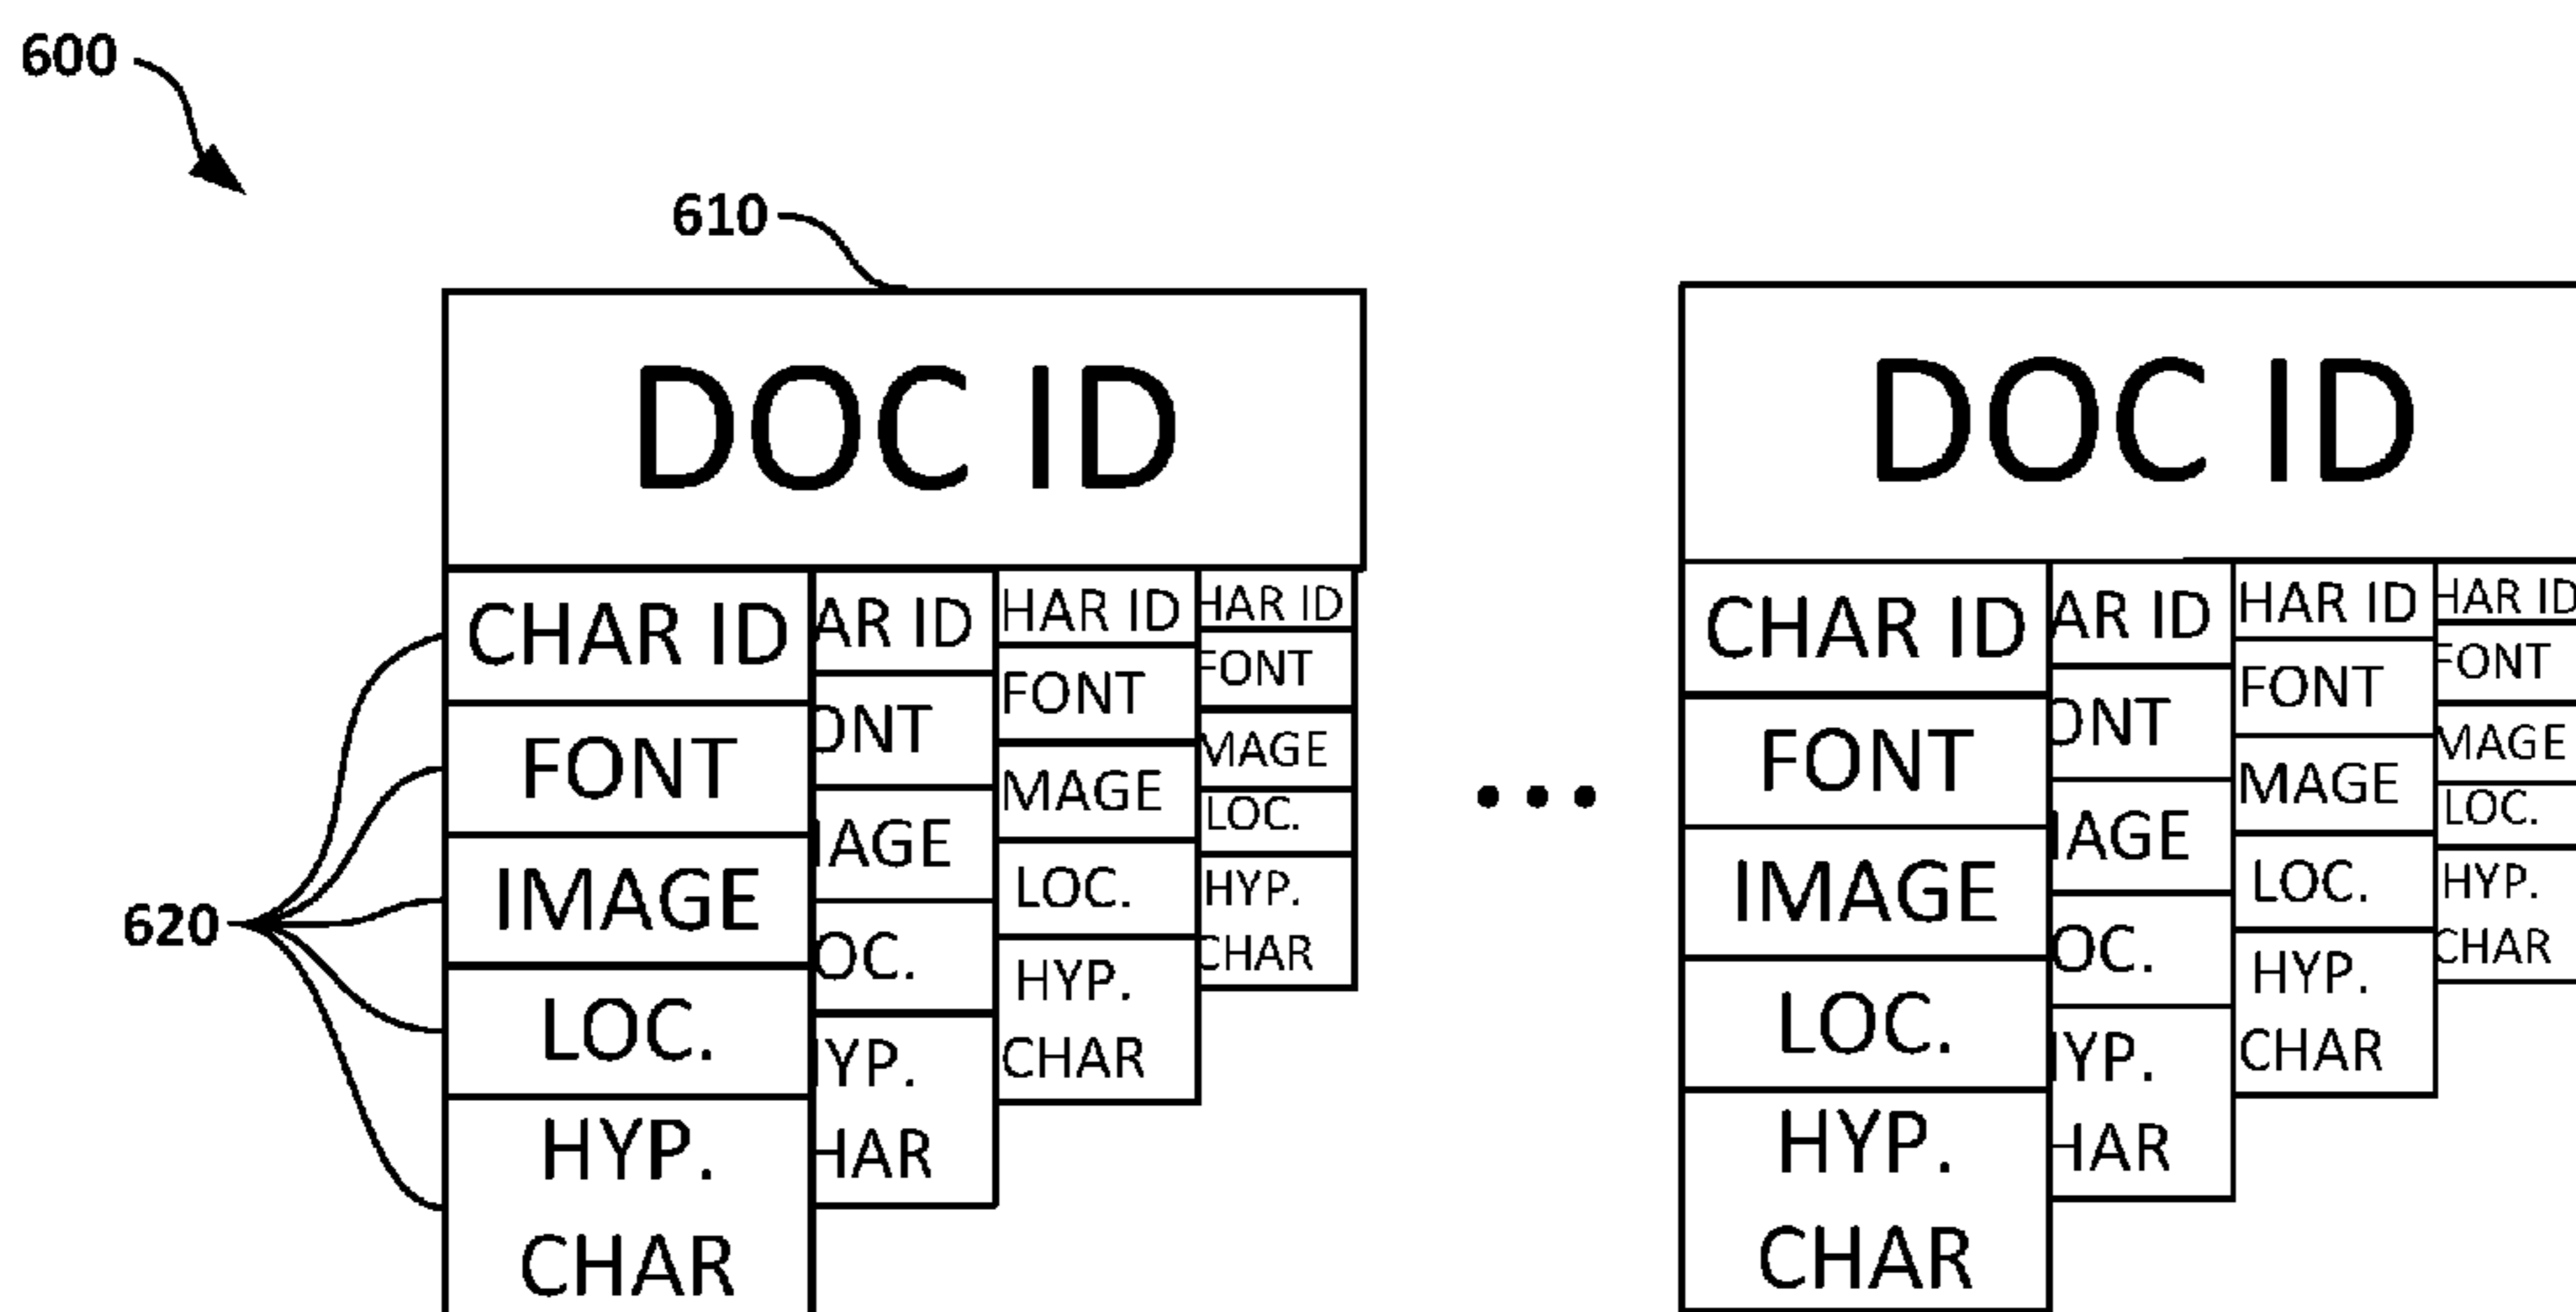 600
610
DOC ID
CHAR ID
FONT
IMAGE
LOC.
HYP.
CHAR
AR ID
ONT
IAGE
OC.
YP.
HAR
HAR ID
FONT
MAGE
LOC.
HYP.
CHAR
HAR ID
FONT
MAGE
LOC.
HYP.
CHAR
620
...
DOC ID
CHAR ID
FONT
IMAGE
LOC.
HYP.
CHAR
AR ID
ONT
IAGE
OC.
YP.
HAR
HAR ID
FONT
MAGE
LOC.
HYP.
CHAR
HAR ID
FONT
MAGE
LOC.
HYP.
CHAR